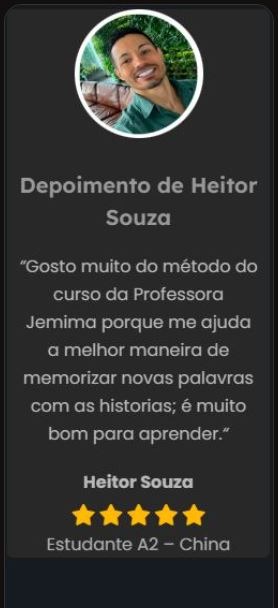 Depoimento de Heitor
Souza
“Gosto muito do método do
curso da Professora
Jemima porque me ajuda
a melhor maneira de
memorizar novas palavras
com as historias; é muito
bom para aprender.“
Heitor Souza
Estudante A2 – China